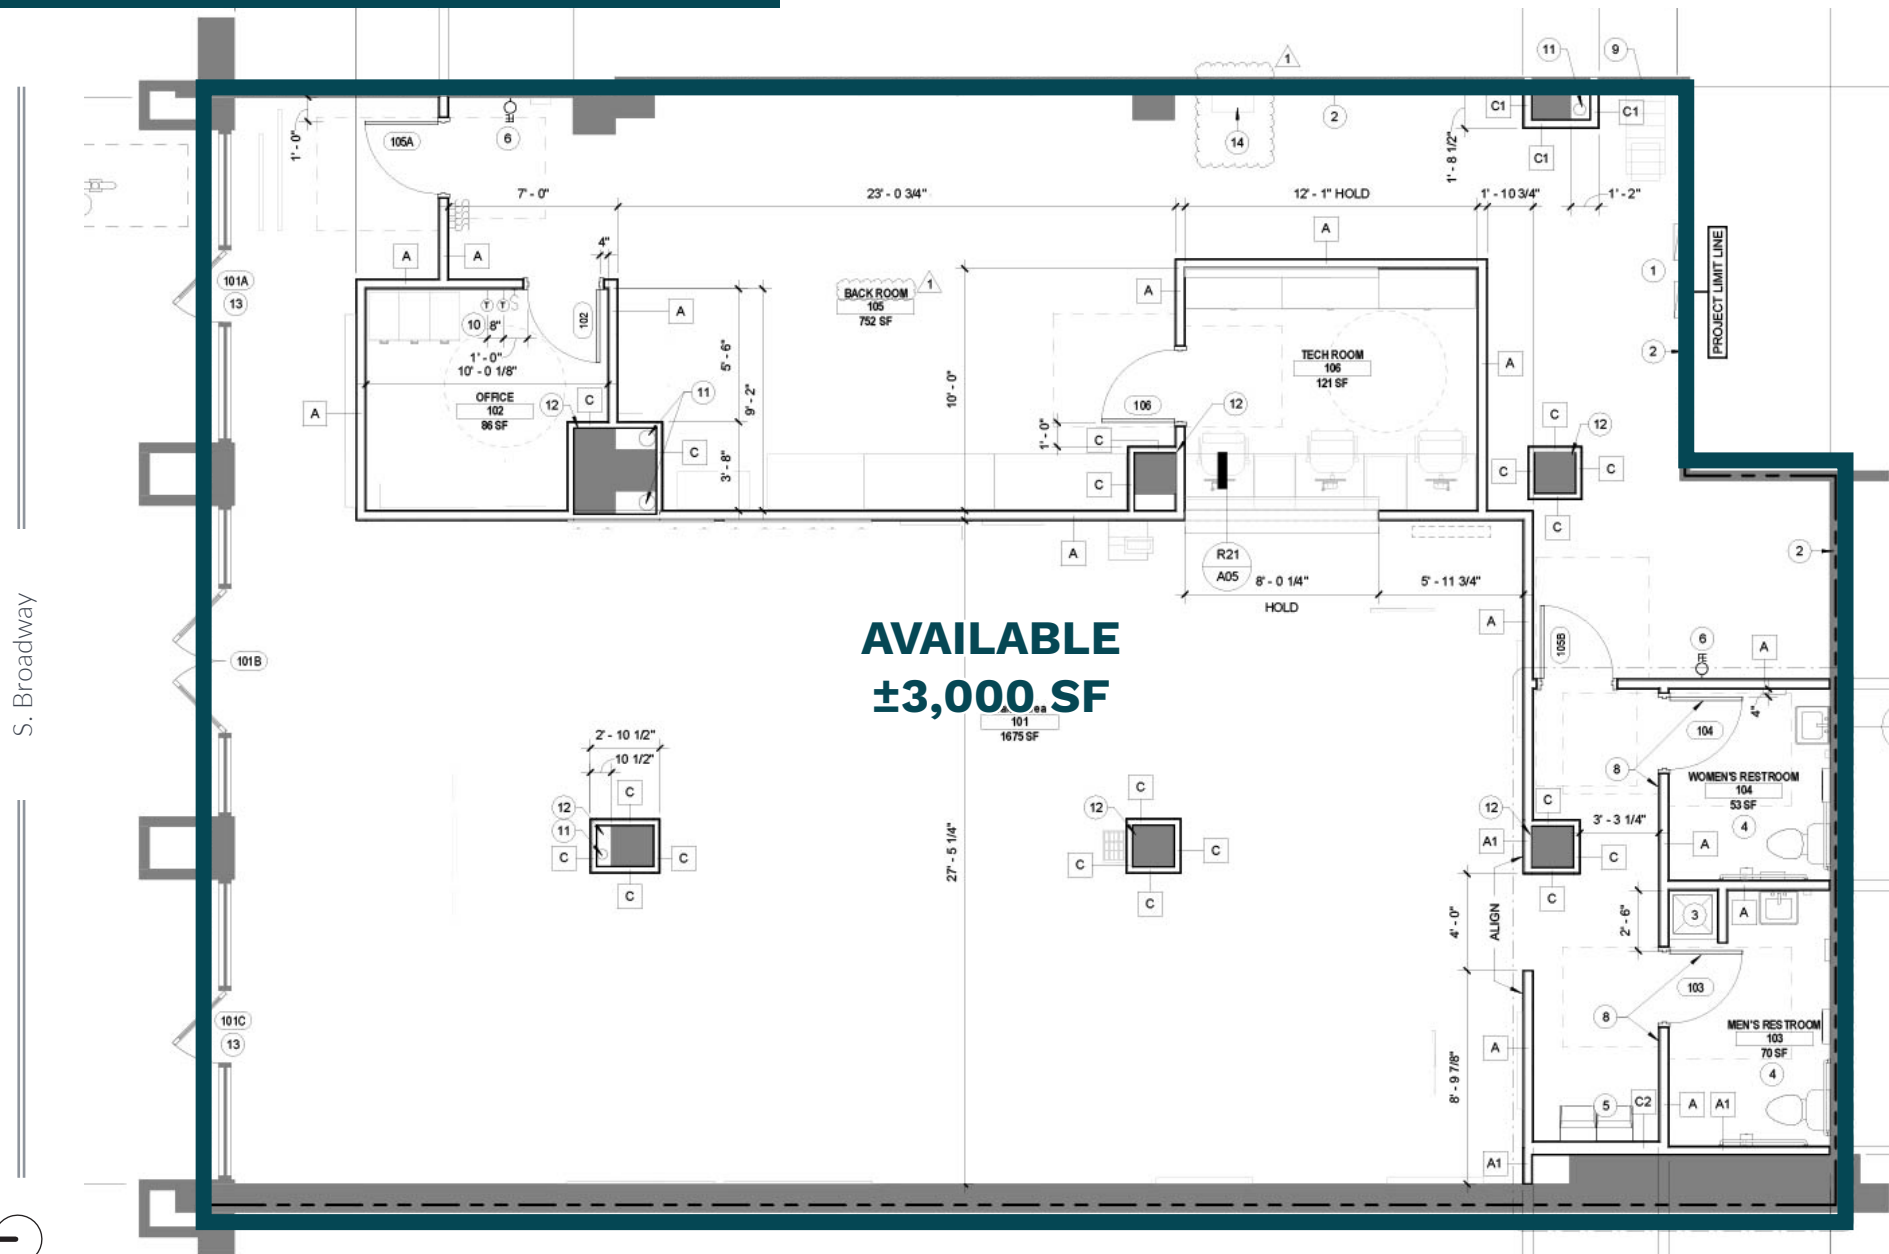 11
9
1
C1
C1
2
14
C1
6
105A
1' - 0"
1' - 8 1/2"
7' - 0"
23' - 0 3/4"
12' - 1" HOLD
1' - 10 3/4"
1' - 2"
A
A
A
4"
PROJECT LIMIT LINE
1
101A
13
BACK ROOM
105
752 SF
1
A
A
T T
10
8"
102
1' - 0"
10' - 0 1/8"
5' - 6"
9' - 2"
10' - 0"
TECH ROOM
106
121 SF
2
A
OFFICE
102
86 SF
A
12
C
11
106
12
1' - 0"
C
C
C
3' - 8"
C
12
C
C
C
A
R21
A05
8' - 0 1/4"
HOLD
5' - 11 3/4"
2
S. Broadway
AVAILABLE
±3,000 SF
101
1675 SF
A
105B
6
A
101B
4"
104
8
WOMEN'S RESTROOM
104
53 SF
4
2' - 10 1/2"
10 1/2"
C
12
11
C
C
C
12
C
C
C
C
12
C
A1
C
C
3' - 3 1/4"
A
27' - 5 1/4"
4' - 0"
ALIGN
2' - 6"
3
A
101C
13
103
8
MEN'S RESTROOM
103
70 SF
4
A
8' - 9 7/8"
5
C2
A
A1
A1